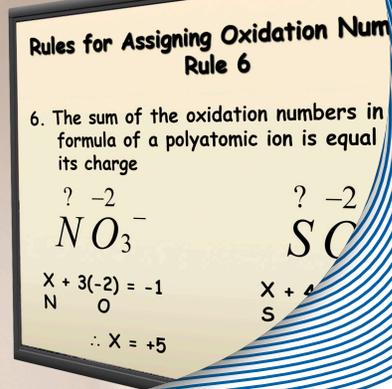 Rules for Assigning Oxidation Num
Rule 6
6. The sum of the oxidation numbers in
formula of a polyatomic ion is equal
its charge
? −2
NO₃⁻
X + 3(-2) = -1
N O
∴ X = +5
? −2
S
X +
S